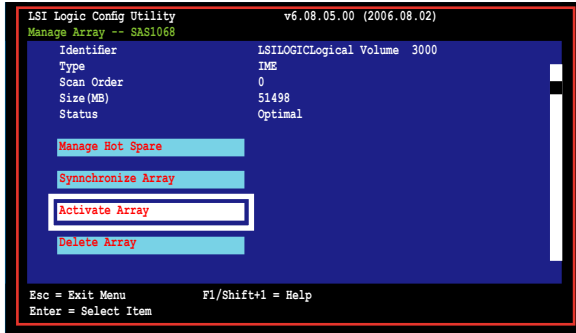 LSI Logic Config Utility v6.08.05.00 (2006.08.02)
Manage Array -- SAS1068
Identifier LSILOGICLogical Volume 3000
Type IME
Scan Order 0
Size(MB) 51498
Status Optimal
Manage Hot Spare
Synnchronize Array
Activate Array
Delete Array
Esc = Exit Menu F1/Shift+1 = Help
Enter = Select Item